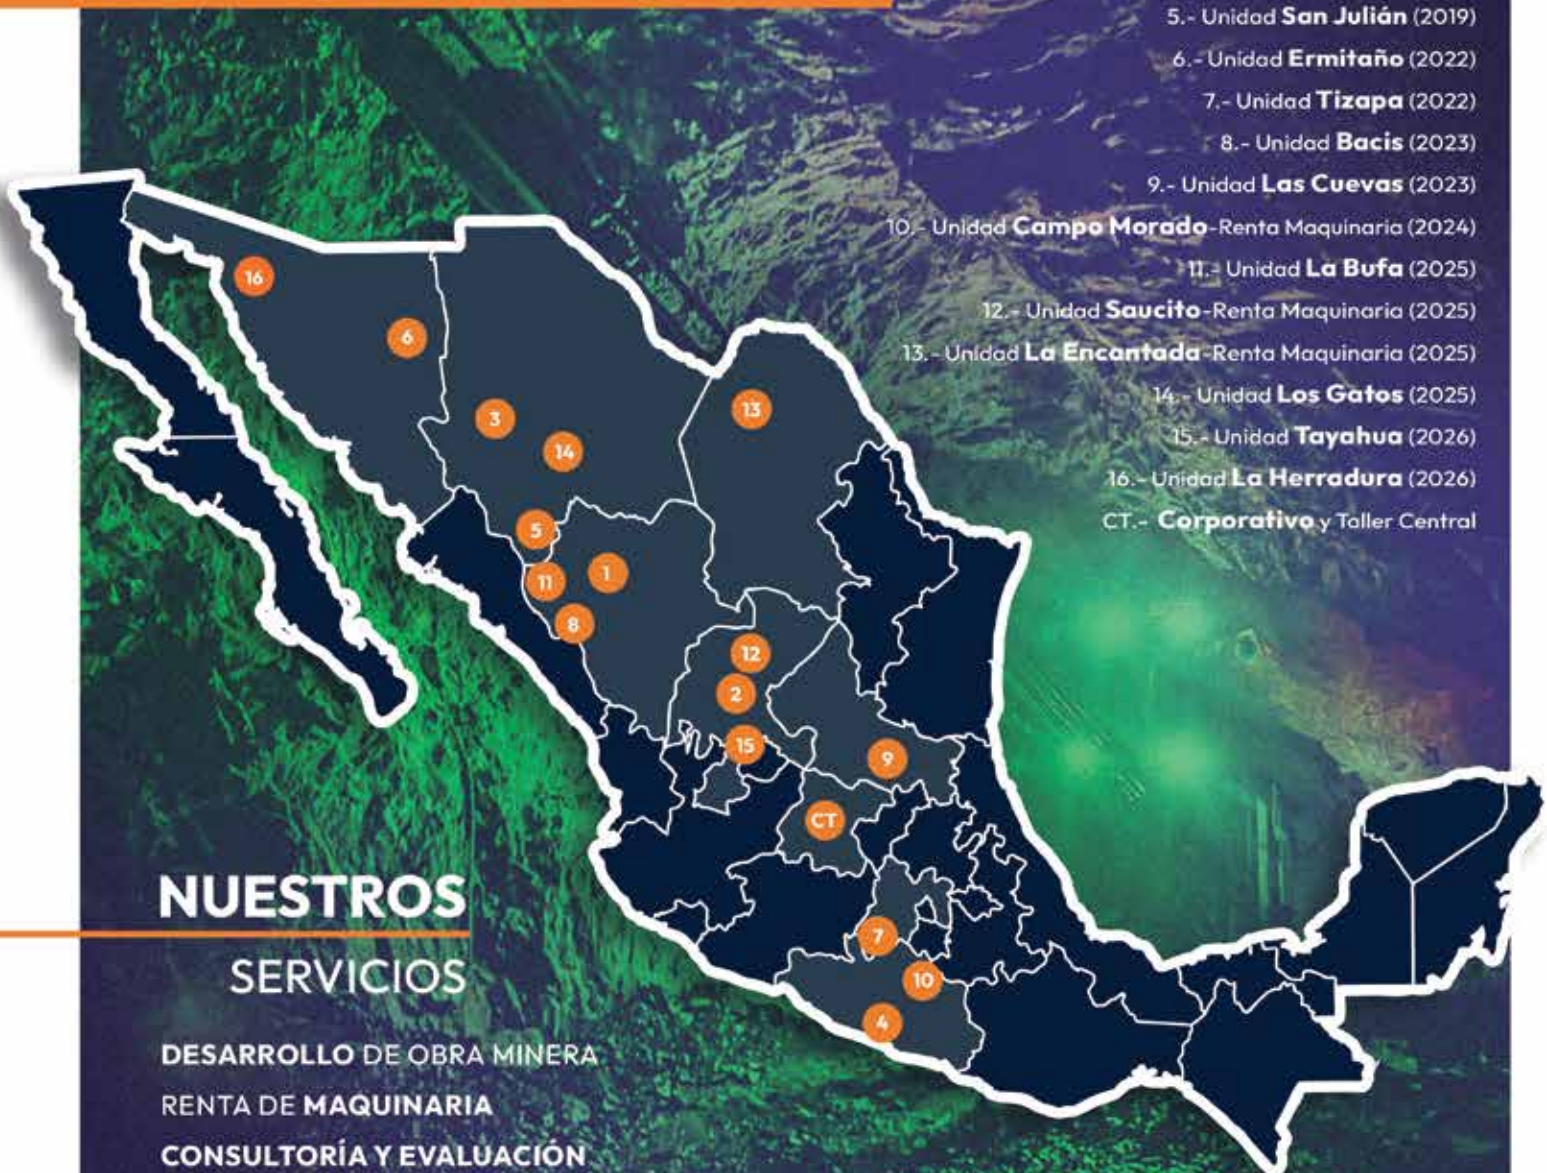 5.- Unidad San Julián (2019)
6.- Unidad Ermitaño (2022)
7.- Unidad Tizapa (2022)
8.- Unidad Bacis (2023)
9.- Unidad Las Cuevas (2023)
10.- Unidad Campo Morado-Renta Maquinaria (2024)
11.- Unidad La Bufa (2025)
12.- Unidad Saucito-Renta Maquinaria (2025)
13.- Unidad La Encantada-Renta Maquinaria (2025)
14.- Unidad Los Gatos (2025)
15.- Unidad Tayahua (2026)
16.- Unidad La Herradura (2026)
CT.- Corporativo y Taller Central
16
6
3
13
14
5
11
1
8
12
2
15
9
CT
7
10
4
NUESTROS
SERVICIOS
DESARROLLO DE OBRA MINERA
RENTA DE MAQUINARIA
CONSULTORÍA Y EVALUACIÓN